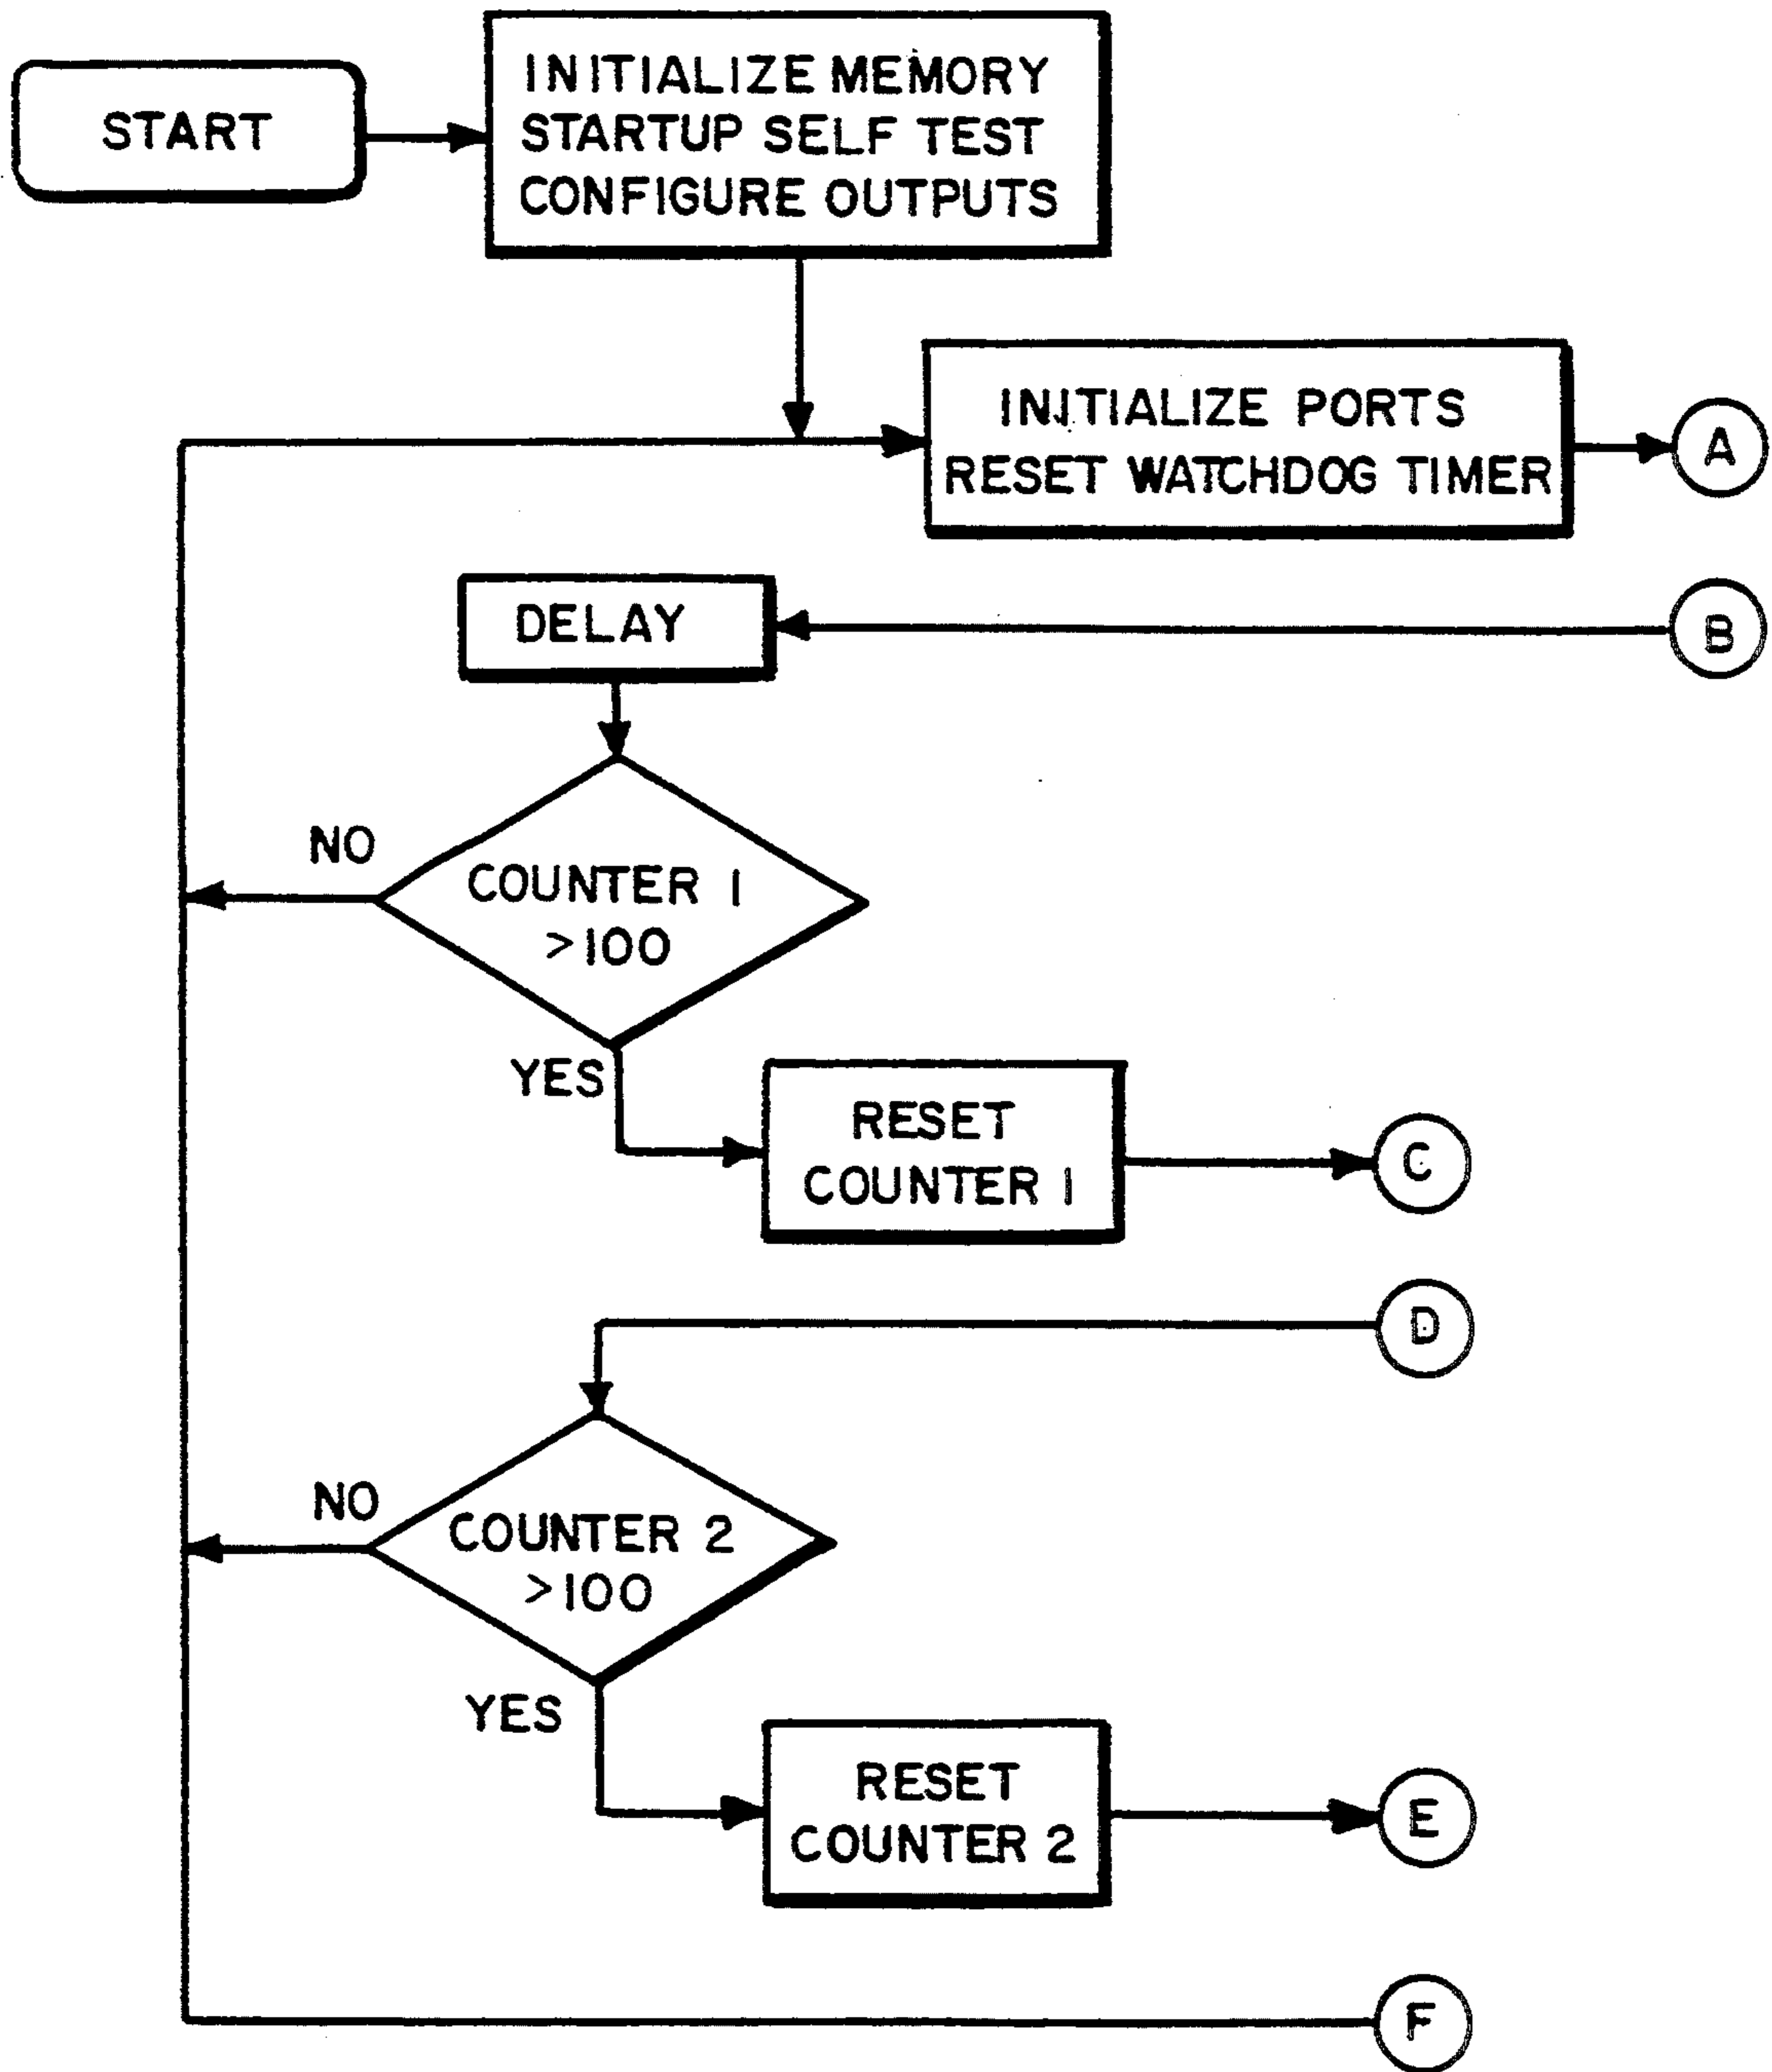 START
INITIALIZE MEMORY
STARTUP SELF TEST
CONFIGURE OUTPUTS
INITIALIZE PORTS
RESET WATCHDOG TIMER
A
DELAY
B
NO
COUNTER 1
>100
YES
RESET
COUNTER 1
C
D
NO
COUNTER 2
>100
YES
RESET
COUNTER 2
E
F